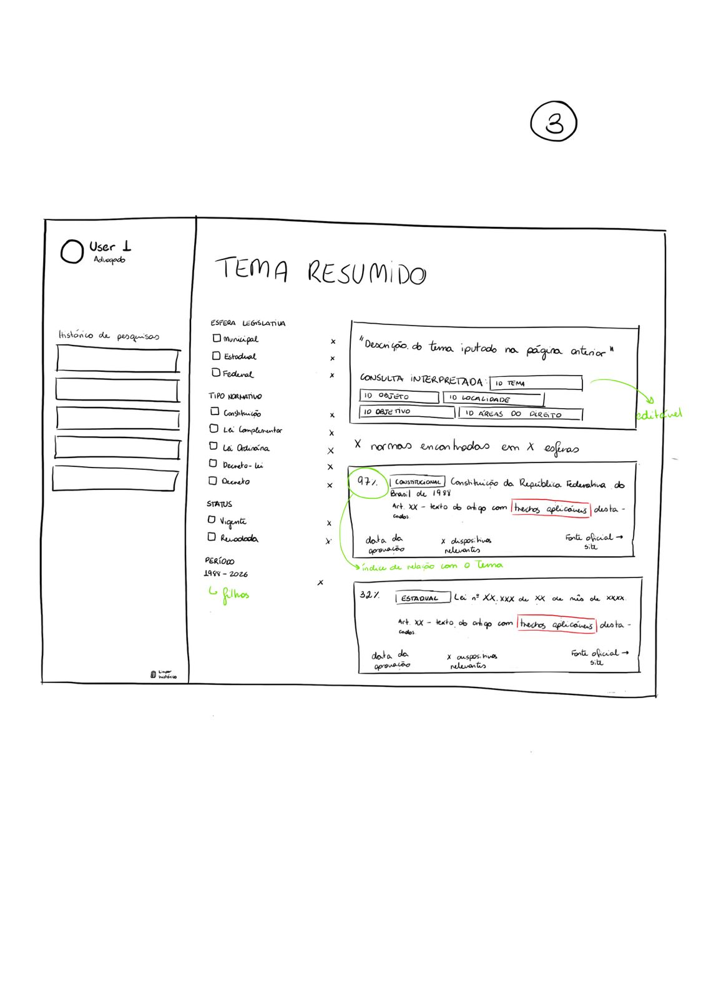 3
User 1
Advogado
Histórico de pesquisas
Limpar
histórico
TEMA RESUMIDO
ESFERA LEGISLATIVA
Municipal x
Estadual x
Federal x
TIPO NORMATIVO
Constituição x
Lei Complementar x
Lei Ordinária x
Decreto-lei x
Decreto x
STATUS
Vigente x
Revogada x
PERÍODO
1988-2026
x
↳ filhos
"Descrição do tema iputado na página anterior"
CONSULTA INTERPRETADA: ID TEMA
ID OBJETO ID LOCALIDADE
ID OBJETIVO ID ÁREAS DO DIREITO
editável
X normas encontradas em X esferas
97% CONSTITUCIONAL Constituição da República Federativa do
Brasil de 1988
Art. XX - texto do artigo com trechos aplicáveis desta-
cados.
data da
aprovação
x dispositivos
relevantes
Fonte oficial →
site
índice de relação com o Tema
32% ESTADUAL Lei nº XX.XXX de XX de mês de XXXX.
Art. XX - texto do artigo com trechos aplicáveis desta-
cados.
data da
aprovação
x dispositivos
relevantes
Fonte oficial →
site